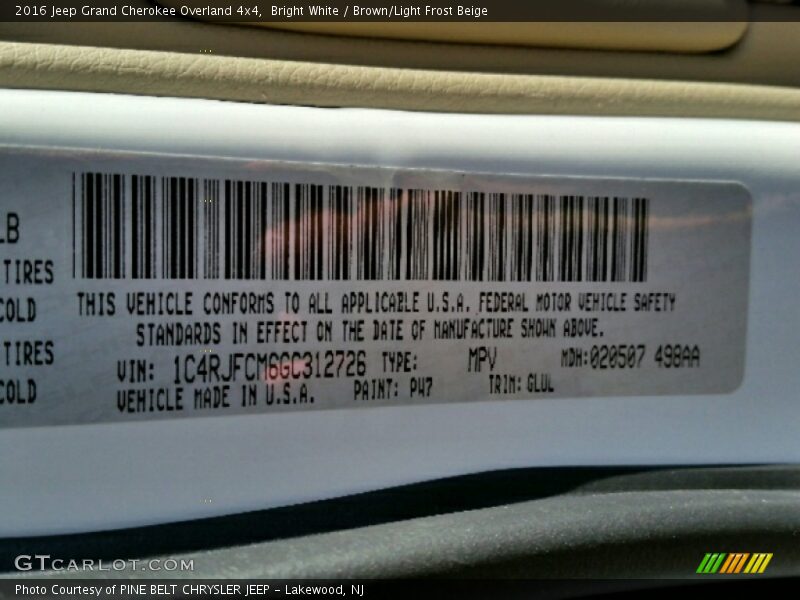 2016 Jeep Grand Cherokee Overland 4x4,  Bright White / Brown/Light Frost Beige
LB
TIRES
COLD
TIRES
COLD
THIS VEHICLE CONFORMS TO ALL APPLICABLE U.S.A. FEDERAL MOTOR VEHICLE SAFETY
STANDARDS IN EFFECT ON THE DATE OF MANUFACTURE SHOWN ABOVE.
VIN: 1C4RJFCM6GC312726 TYPE: MPV MDH:020507 498AA
VEHICLE MADE IN U.S.A. PAINT: PW7 TRIM: GLUL
GTCARLOT.COM
Photo Courtesy of PINE BELT CHRYSLER JEEP - Lakewood, NJ